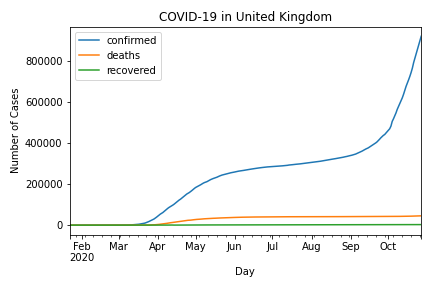 COVID-19 in United Kingdom
confirmed
deaths
recovered
Number of Cases
800000
600000
400000
200000
0
Feb Mar Apr May Jun Jul Aug Sep Oct
2020
Day